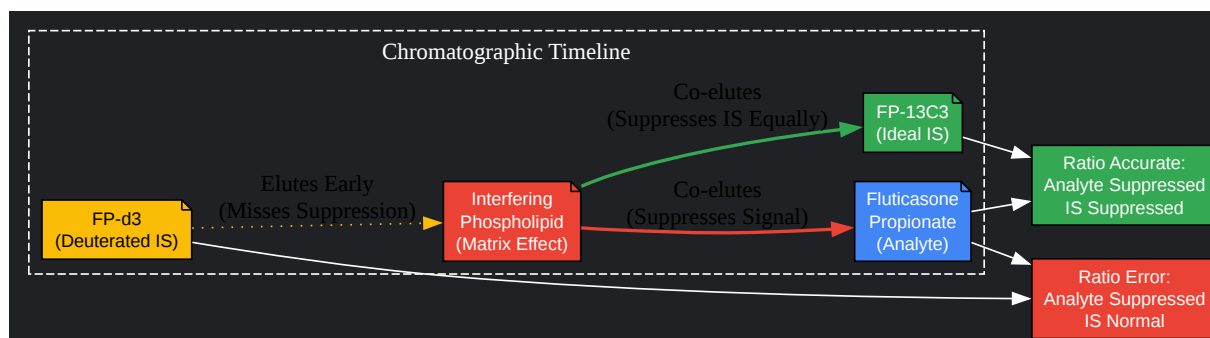 Chromatographic Timeline
Co-elutes
(Suppresses IS Equally)
FP-13C3
(Ideal IS)
Ratio Accurate:
Analyte Suppressed
IS Suppressed
Elutes Early
(Misses Suppression)
FP-d3
(Deuterated IS)
Interfering
Phospholipid
(Matrix Effect)
Co-elutes
(Suppresses Signal)
Fluticasone
Propionate
(Analyte)
Ratio Error:
Analyte Suppressed
IS Normal